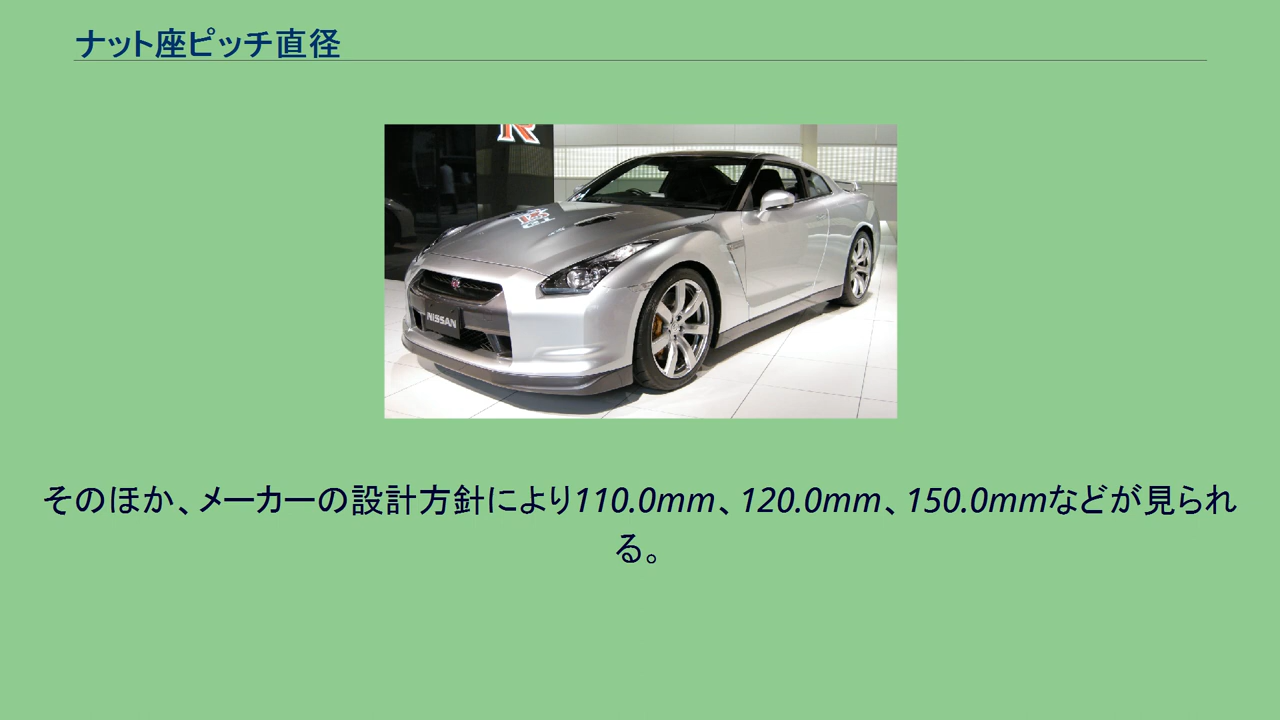 ナット座ピッチ直径
R
NISSAN
そのほか、メーカーの設計方針により110.0mm、120.0mm、150.0mmなどが見られ
る。